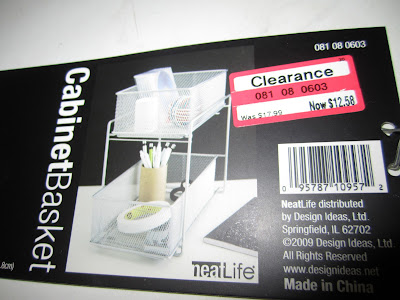 081 08 0603
CabinetBasket
Clearance
081 08 0603
Was $17.99 Now $12.58
0 95787 10957 2
NeatLife distributed
by Design Ideas, Ltd.
Springfield, IL 62702
©2009 Design Ideas, Ltd.
All Rights Reserved.
www.designideas.net
Made in China
neatLife
.8cm)